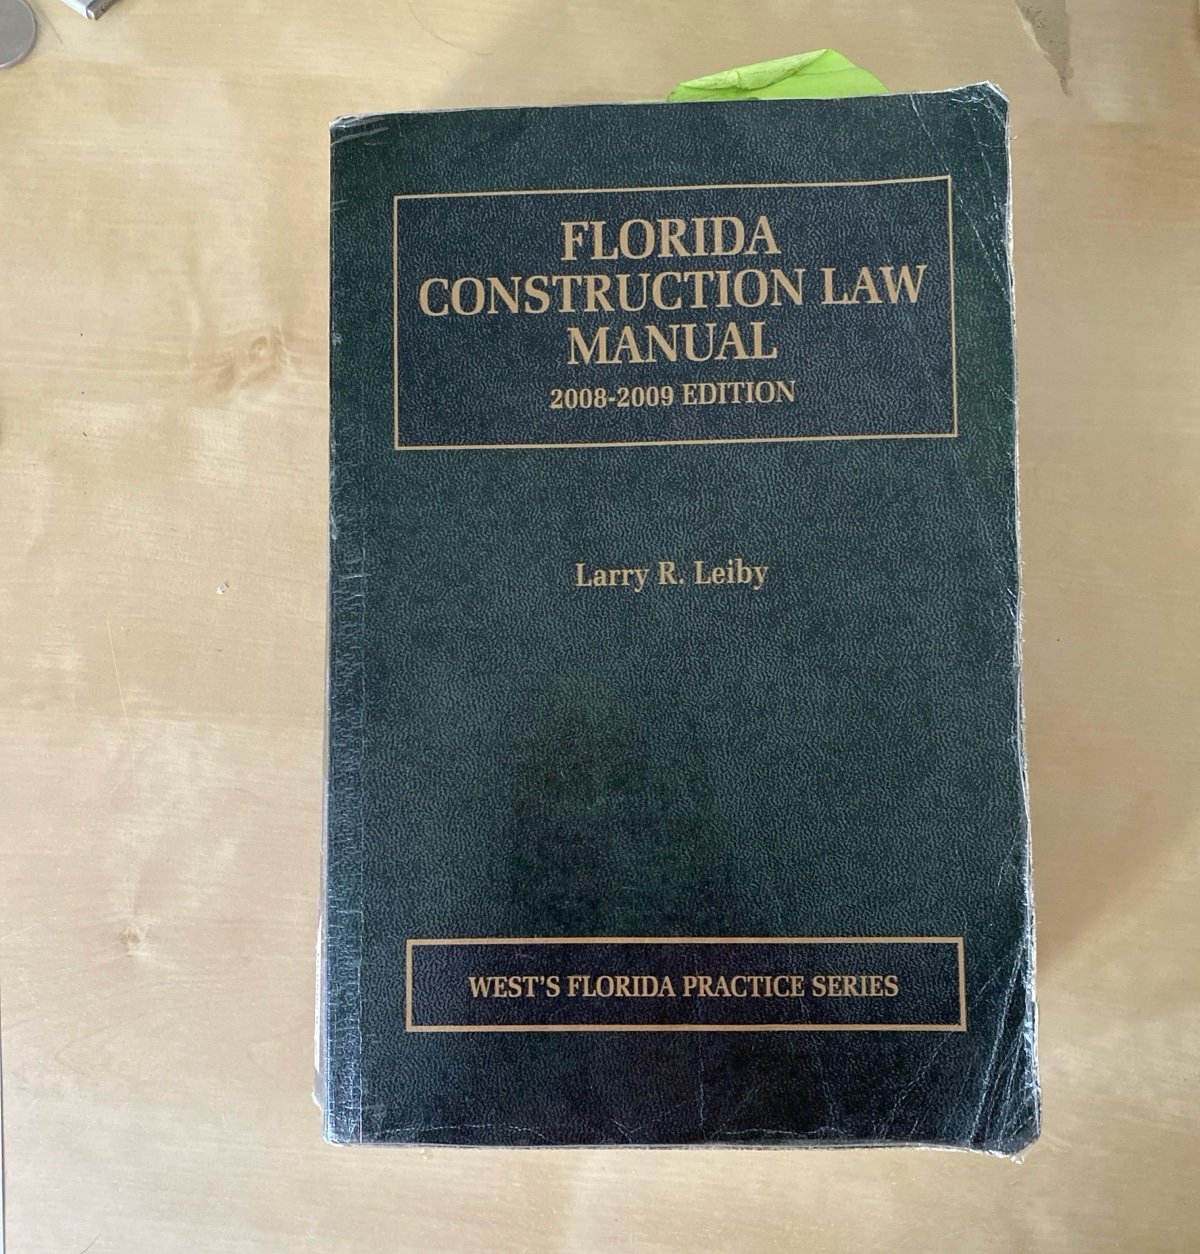 FLORIDA
CONSTRUCTION LAW
MANUAL
2008-2009 EDITION
Larry R. Leiby
WEST'S FLORIDA PRACTICE SERIES